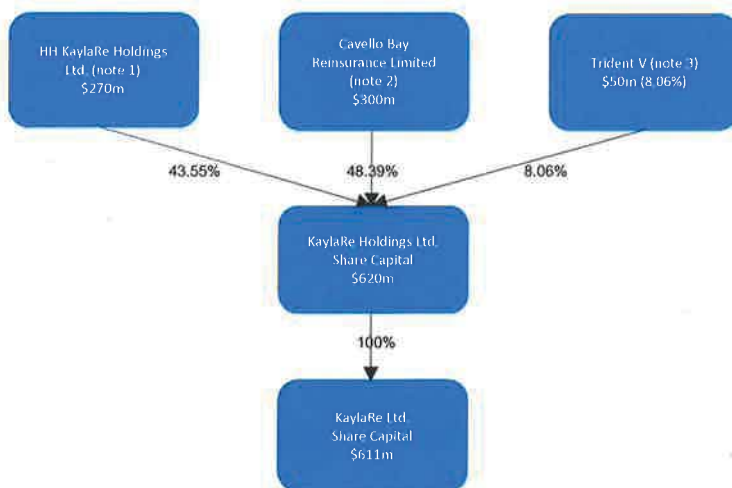 HH KaylaRe Holdings
Ltd. (note 1)
$270m
Cavello Bay
Reinsurance Limited
(note 2)
$300m
Trident V (note 3)
$50m (8.06%)
43.55%
48.39%
8.06%
KaylaRe Holdings Ltd.
Share Capital
$620m
100%
KaylaRe Ltd.
Share Capital
$611m